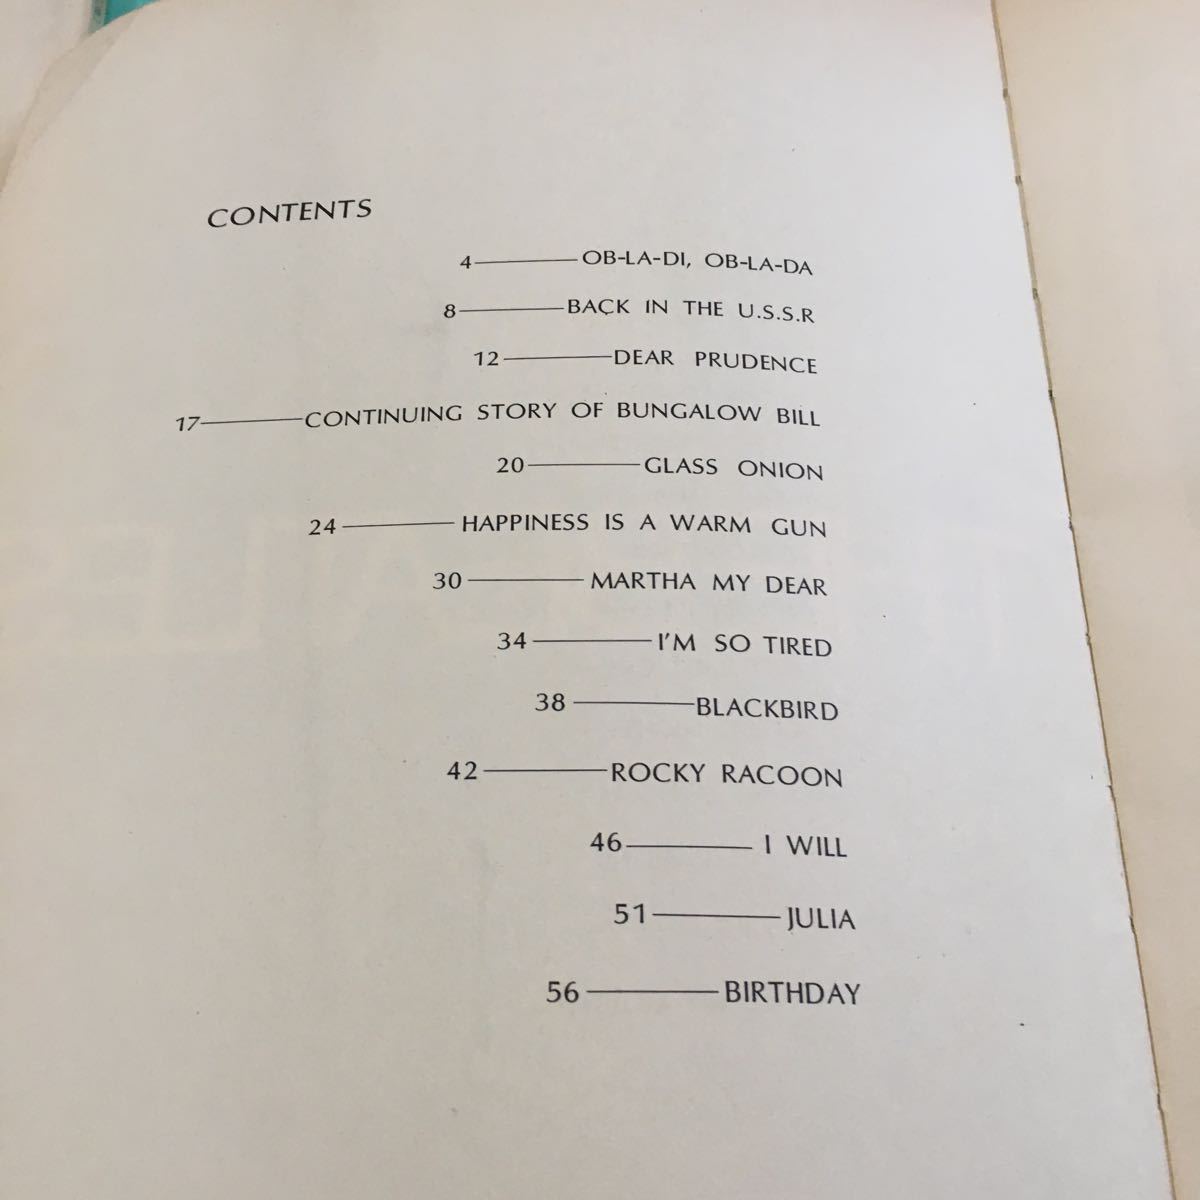 CONTENTS
4 OB-LA-DI, OB-LA-DA
8 BACK IN THE U.S.S.R
12 DEAR PRUDENCE
17 CONTINUING STORY OF BUNGALOW BILL
20 GLASS ONION
24 HAPPINESS IS A WARM GUN
30 MARTHA MY DEAR
34 I'M SO TIRED
38 BLACKBIRD
42 ROCKY RACOON
46 I WILL
51 JULIA
56 BIRTHDAY